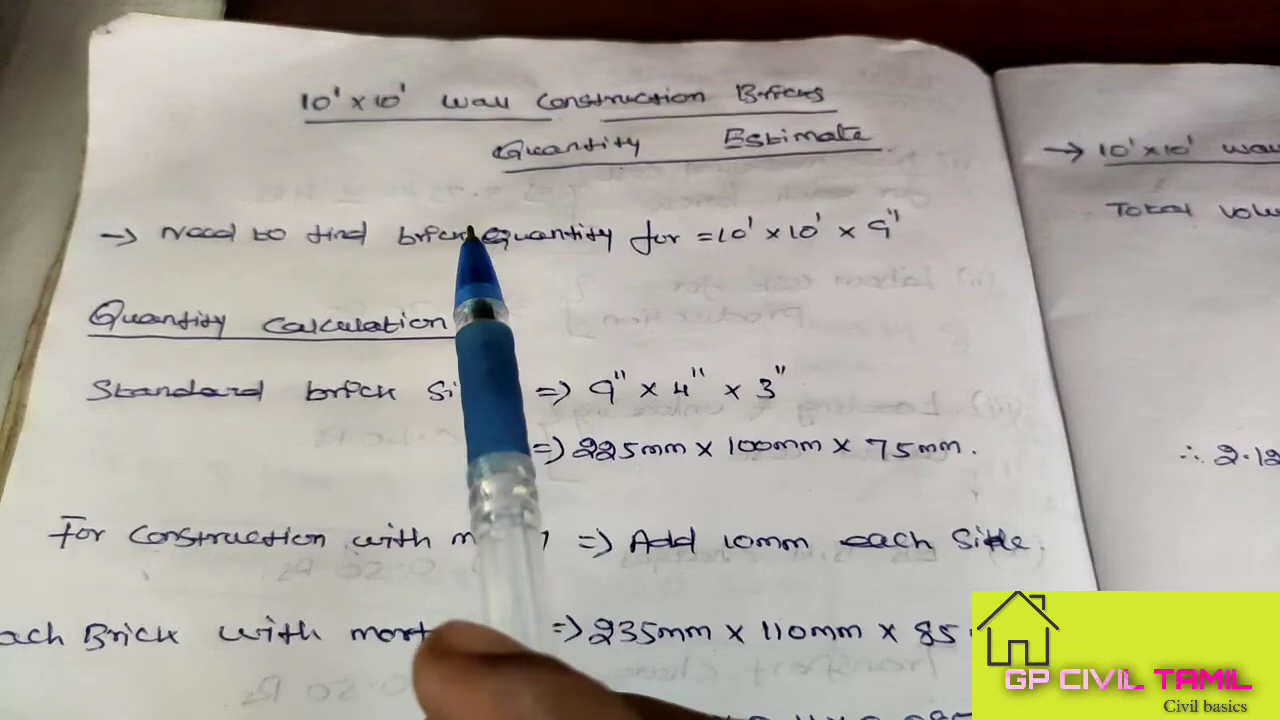 10' x 10' Wall Construction Bricks
Quantity Estimate
→ Need to find brick quantity for = 10' x 10' x 9"
Quantity Calculation
Standard brick Si => 9" x 4" x 3"
=> 225mm x 100mm x 75mm.
For Construction with m => Add 10mm each Side.
ach Brick with mort => 235mm x 110mm x 85
→ 10' x 10' wa
Total volu
∴ 2.12
GP CIVIL TAMIL
Civil basics